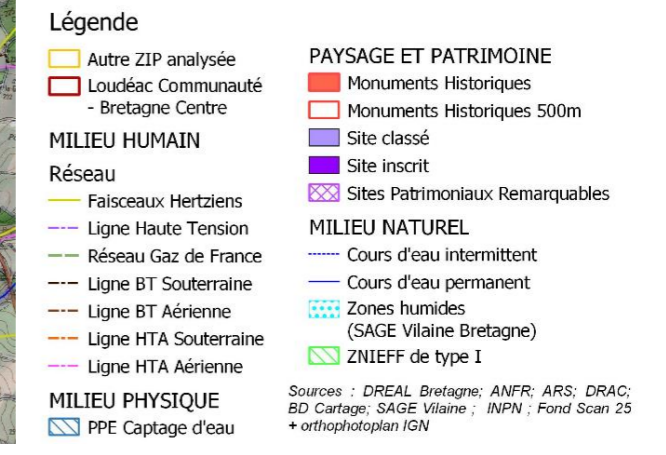 Légende
Autre ZIP analysée
Loudéac Communauté
- Bretagne Centre
MILIEU HUMAIN
Réseau
Faisceaux Hertziens
Ligne Haute Tension
Réseau Gaz de France
Ligne BT Souterraine
Ligne BT Aérienne
Ligne HTA Souterraine
Ligne HTA Aérienne
MILIEU PHYSIQUE
PPE Captage d'eau
PAYSAGE ET PATRIMOINE
Monuments Historiques
Monuments Historiques 500m
Site classé
Site inscrit
Sites Patrimoniaux Remarquables
MILIEU NATUREL
Cours d'eau intermittent
Cours d'eau permanent
Zones humides
(SAGE Vilaine Bretagne)
ZNIEFF de type I
Sources : DREAL Bretagne; ANFR; ARS; DRAC;
BD Cartage; SAGE Vilaine ; INPN ; Fond Scan 25
+ orthophotoplan IGN